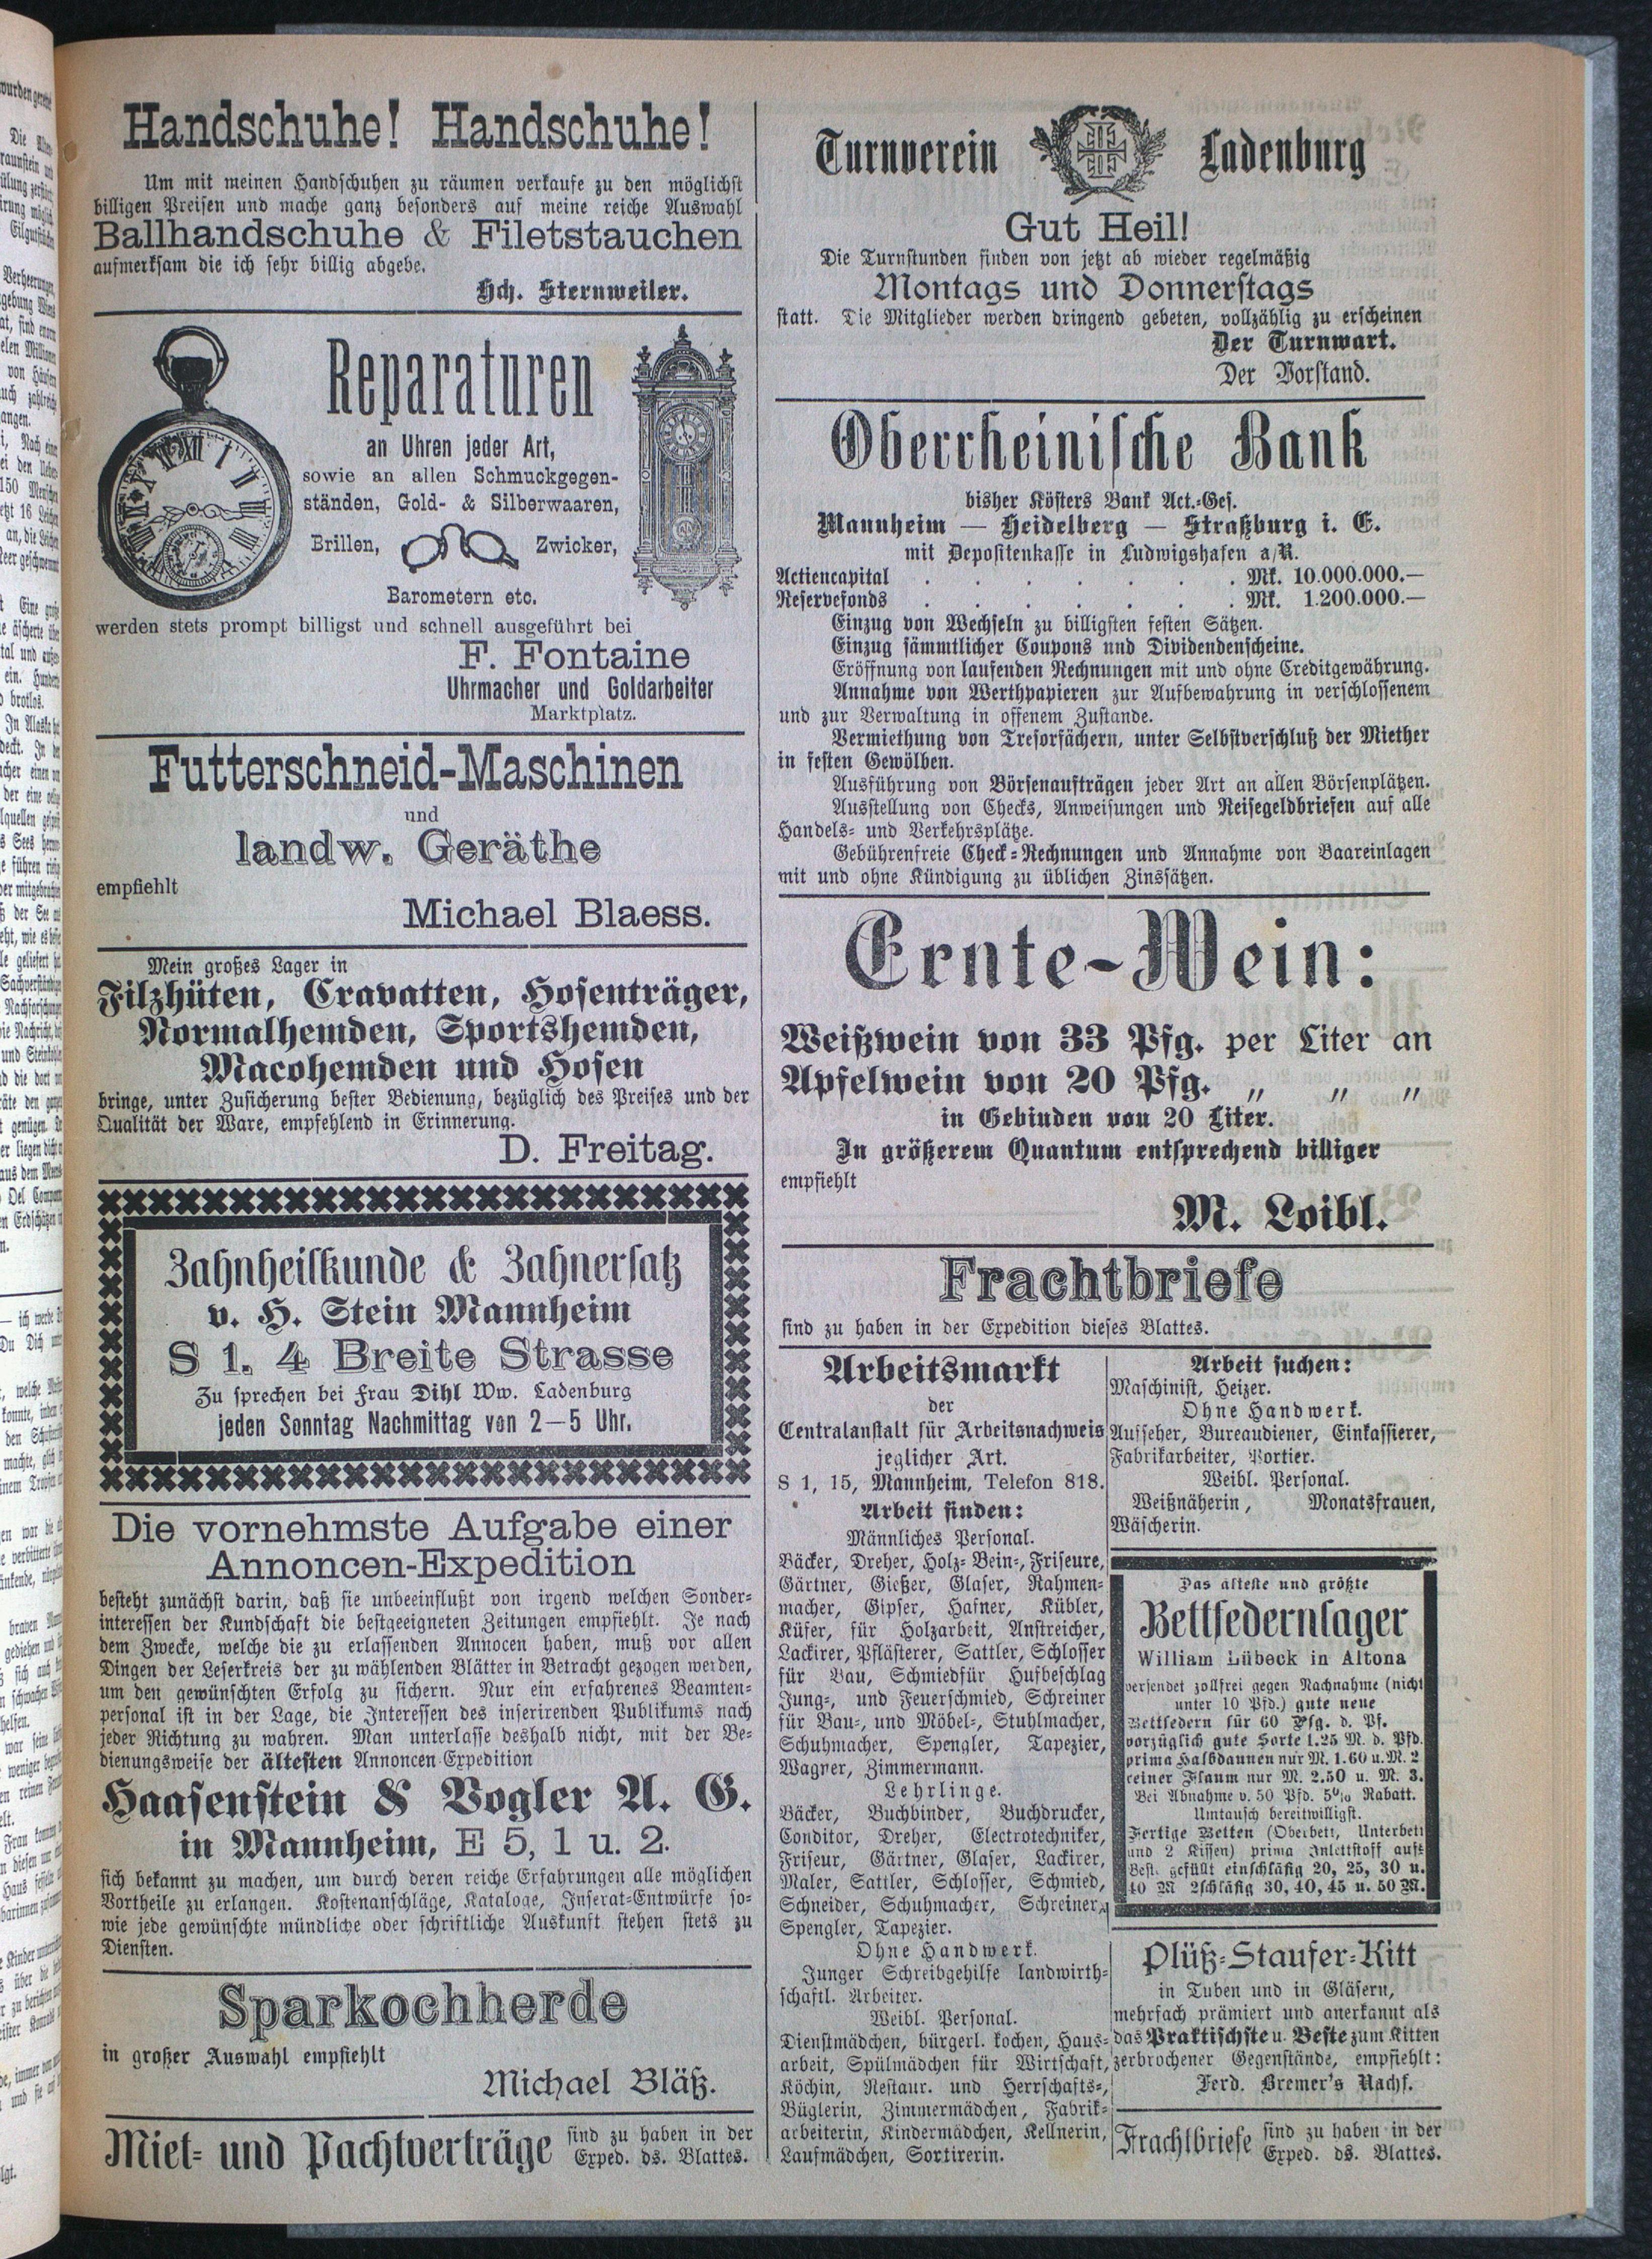 Handschuhe! Handschuhe!
Um mit meinen Handschuhen zu räumen verkaufe zu den möglichst
billigen Preisen und mache ganz besonders auf meine reiche Auswahl
Ballhandschuhe & Filetstauchen
aufmerksam die ich sehr billig abgebe.
Hch. Sternweiler.
Reparaturen
an Uhren jeder Art,
sowie an allen Schmuckgegen-
ständen, Gold- & Silberwaaren,
Brillen, Zwicker,
Barometern etc.
werden stets prompt billigst und schnell ausgeführt bei
F. Fontaine
Uhrmacher und Goldarbeiter
Marktplatz.
Futterschneid-Maschinen
und
landw. Geräthe
empfiehlt
Michael Blaess.
Mein großes Lager in
Filzhüten, Cravatten, Hosenträger,
Normalhemden, Sportshemden,
Macohemden und Hosen
bringe, unter Zusicherung bester Bedienung, bezüglich des Preises und der
Qualität der Ware, empfehlend in Erinnerung.
D. Freitag.
Zahnheilkunde & Zahnersatz
v. H. Stein Mannheim
S 1. 4 Breite Strasse
Zu sprechen bei Frau Dihl Ww. Ladenburg
jeden Sonntag Nachmittag von 2—5 Uhr.
Die vornehmste Aufgabe einer
Annoncen-Expedition
besteht zunächst darin, daß sie unbeeinflußt von irgend welchen Sonder-
interessen der Kundschaft die bestgeeigneten Zeitungen empfiehlt. Je nach
dem Zwecke, welche die zu erlassenden Annocen haben, muß vor allen
Dingen der Leserkreis der zu wählenden Blätter in Betracht gezogen werden,
um den gewünschten Erfolg zu sichern. Nur ein erfahrenes Beamten-
personal ist in der Lage, die Interessen des inserirenden Publikums nach
jeder Richtung zu wahren. Man unterlasse deshalb nicht, mit der Be-
dienungsweise der ältesten Annoncen-Expedition
Haasenstein & Vogler A. G.
in Mannheim, E 5, 1 u. 2.
sich bekannt zu machen, um durch deren reiche Erfahrungen alle möglichen
Vortheile zu erlangen. Kostenanschläge, Kataloge, Inserat-Entwürfe so-
wie jede gewünschte mündliche oder schriftliche Auskunft stehen stets zu
Diensten.
Sparkochherde
in großer Auswahl empfiehlt
Michael Bläß.
Miet- und Pachtverträge sind zu haben in der
Exped. ds. Blattes.
Turnverein Ladenburg
Gut Heil!
Die Turnstunden finden von jetzt ab wieder regelmäßig
Montags und Donnerstags
statt. Die Mitglieder werden dringend gebeten, vollzählig zu erscheinen
Der Turnwart.
Der Vorstand.
Oberrheinische Bank
bisher Kösters Bank Act.-Ges.
Mannheim — Heidelberg — Straßburg i. E.
mit Depositenkasse in Ludwigshafen a/R.
Actiencapital . . . . . . . Mk. 10.000.000.—
Reservefonds . . . . . . . Mk. 1.200.000.—
Einzug von Wechseln zu billigsten festen Sätzen.
Einzug sämmtlicher Coupons und Dividendenscheine.
Eröffnung von laufenden Rechnungen mit und ohne Creditgewährung.
Annahme von Werthpapieren zur Aufbewahrung in verschlossenem
und zur Verwaltung in offenem Zustande.
Vermiethung von Tresorfächern, unter Selbstverschluß der Miether
in festen Gewölben.
Ausführung von Börsenaufträgen jeder Art an allen Börsenplätzen.
Ausstellung von Checks, Anweisungen und Reisegeldbriefen auf alle
Handels- und Verkehrsplätze.
Gebührenfreie Check-Rechnungen und Annahme von Baareinlagen
mit und ohne Kündigung zu üblichen Zinssätzen.
Ernte-Wein:
Weißwein von 33 Pfg. per Liter an
Apfelwein von 20 Pfg. „ „ „
in Gebinden von 20 Liter.
In größerem Quantum entsprechend billiger
empfiehlt
M. Loibl.
Frachtbriefe
sind zu haben in der Expedition dieses Blattes.
Arbeitsmarkt
der
Centralanstalt für Arbeitsnachweis
jeglicher Art.
S 1, 15, Mannheim, Telefon 818.
Arbeit finden:
Männliches Personal.
Bäcker, Dreher, Holz- Bein-, Friseure,
Gärtner, Gießer, Glaser, Rahmen-
macher, Gipser, Hafner, Kübler,
Küfer, für Holzarbeit, Anstreicher,
Lackirer, Pflästerer, Sattler, Schlosser
für Bau, Schmiedfür Hufbeschlag
Jung-, und Feuerschmied, Schreiner
für Bau-, und Möbel-, Stuhlmacher,
Schuhmacher, Spengler, Tapezier,
Wagner, Zimmermann.
Lehrlinge.
Bäcker, Buchbinder, Buchdrucker,
Conditor, Dreher, Electrotechniker,
Friseur, Gärtner, Glaser, Lackirer,
Maler, Sattler, Schlosser, Schmied,
Schneider, Schuhmacher, Schreiner,
Spengler, Tapezier.
Ohne Handwerk.
Junger Schreibgehilfe landwirth-
schaftl. Arbeiter.
Weibl. Personal.
Dienstmädchen, bürgerl. kochen, Haus-
arbeit, Spülmädchen für Wirtschaft,
Köchin, Restaur. und Herrschafts-,
Büglerin, Zimmermädchen, Fabrik-
arbeiterin, Kindermädchen, Kellnerin,
Laufmädchen, Sortirerin.
Arbeit suchen:
Maschinist, Heizer.
Ohne Handwerk.
Aufseher, Bureaudiener, Einkassierer,
Fabrikarbeiter, Portier.
Weibl. Personal.
Weißnäherin, Monatsfrauen,
Wäscherin.
Das älteste und größte
Bettfedernlager
William Lübeck in Altona
versendet zollfrei gegen Nachnahme (nicht
unter 10 Pfd.) gute neue
Bettfedern für 60 Pfg. d. Pf.
vorzüglich gute Sorte 1.25 M. d. Pfd.
prima Halbdaunen nur M. 1.60 u. M. 2
reiner Flaum nur M. 2.50 u. M. 3.
Bei Abnahme v. 50 Pfd. 5% Rabatt.
Umtausch bereitwilligst.
Fertige Betten (Oberbett, Unterbett
und 2 Kissen) prima Inlettstoff aufs
Best. gefüllt einschläfig 20, 25, 30 u.
40 M 2schläfig 30, 40, 45 u. 50 M.
Plüß-Staufer-Kitt
in Tuben und in Gläsern,
mehrfach prämiert und anerkannt als
das Praktischste u. Beste zum Kitten
zerbrochener Gegenstände, empfiehlt:
Ferd. Bremer's Nachf.
Frachtbriefe sind zu haben in der
Exped. ds. Blattes.